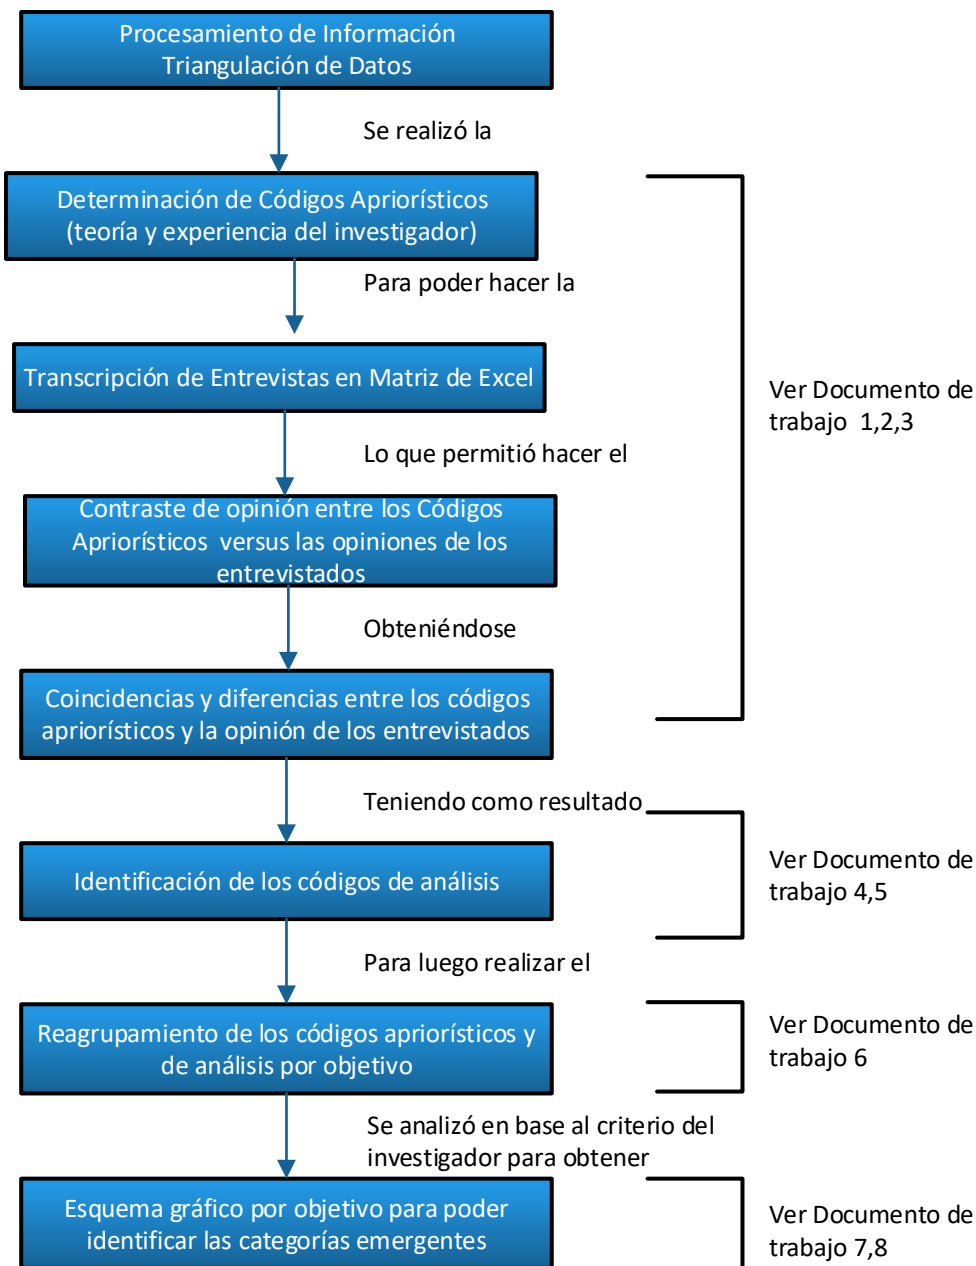 Procesamiento de Información
Triangulación de Datos
Se realizó la
Determinación de Códigos Apriorísticos
(teoría y experiencia del investigador)
Para poder hacer la
Transcripción de Entrevistas en Matriz de Excel
Ver Documento de
trabajo 1,2,3
Lo que permitió hacer el
Contraste de opinión entre los Códigos
Apriorísticos versus las opiniones de los
entrevistados
Obteniéndose
Coincidencias y diferencias entre los códigos
apriorísticos y la opinión de los entrevistados
Teniendo como resultado
Identificación de los códigos de análisis
Ver Documento de
trabajo 4,5
Para luego realizar el
Reagrupamiento de los códigos apriorísticos y
de análisis por objetivo
Ver Documento de
trabajo 6
Se analizó en base al criterio del
investigador para obtener
Esquema gráfico por objetivo para poder
identificar las categorías emergentes
Ver Documento de
trabajo 7,8